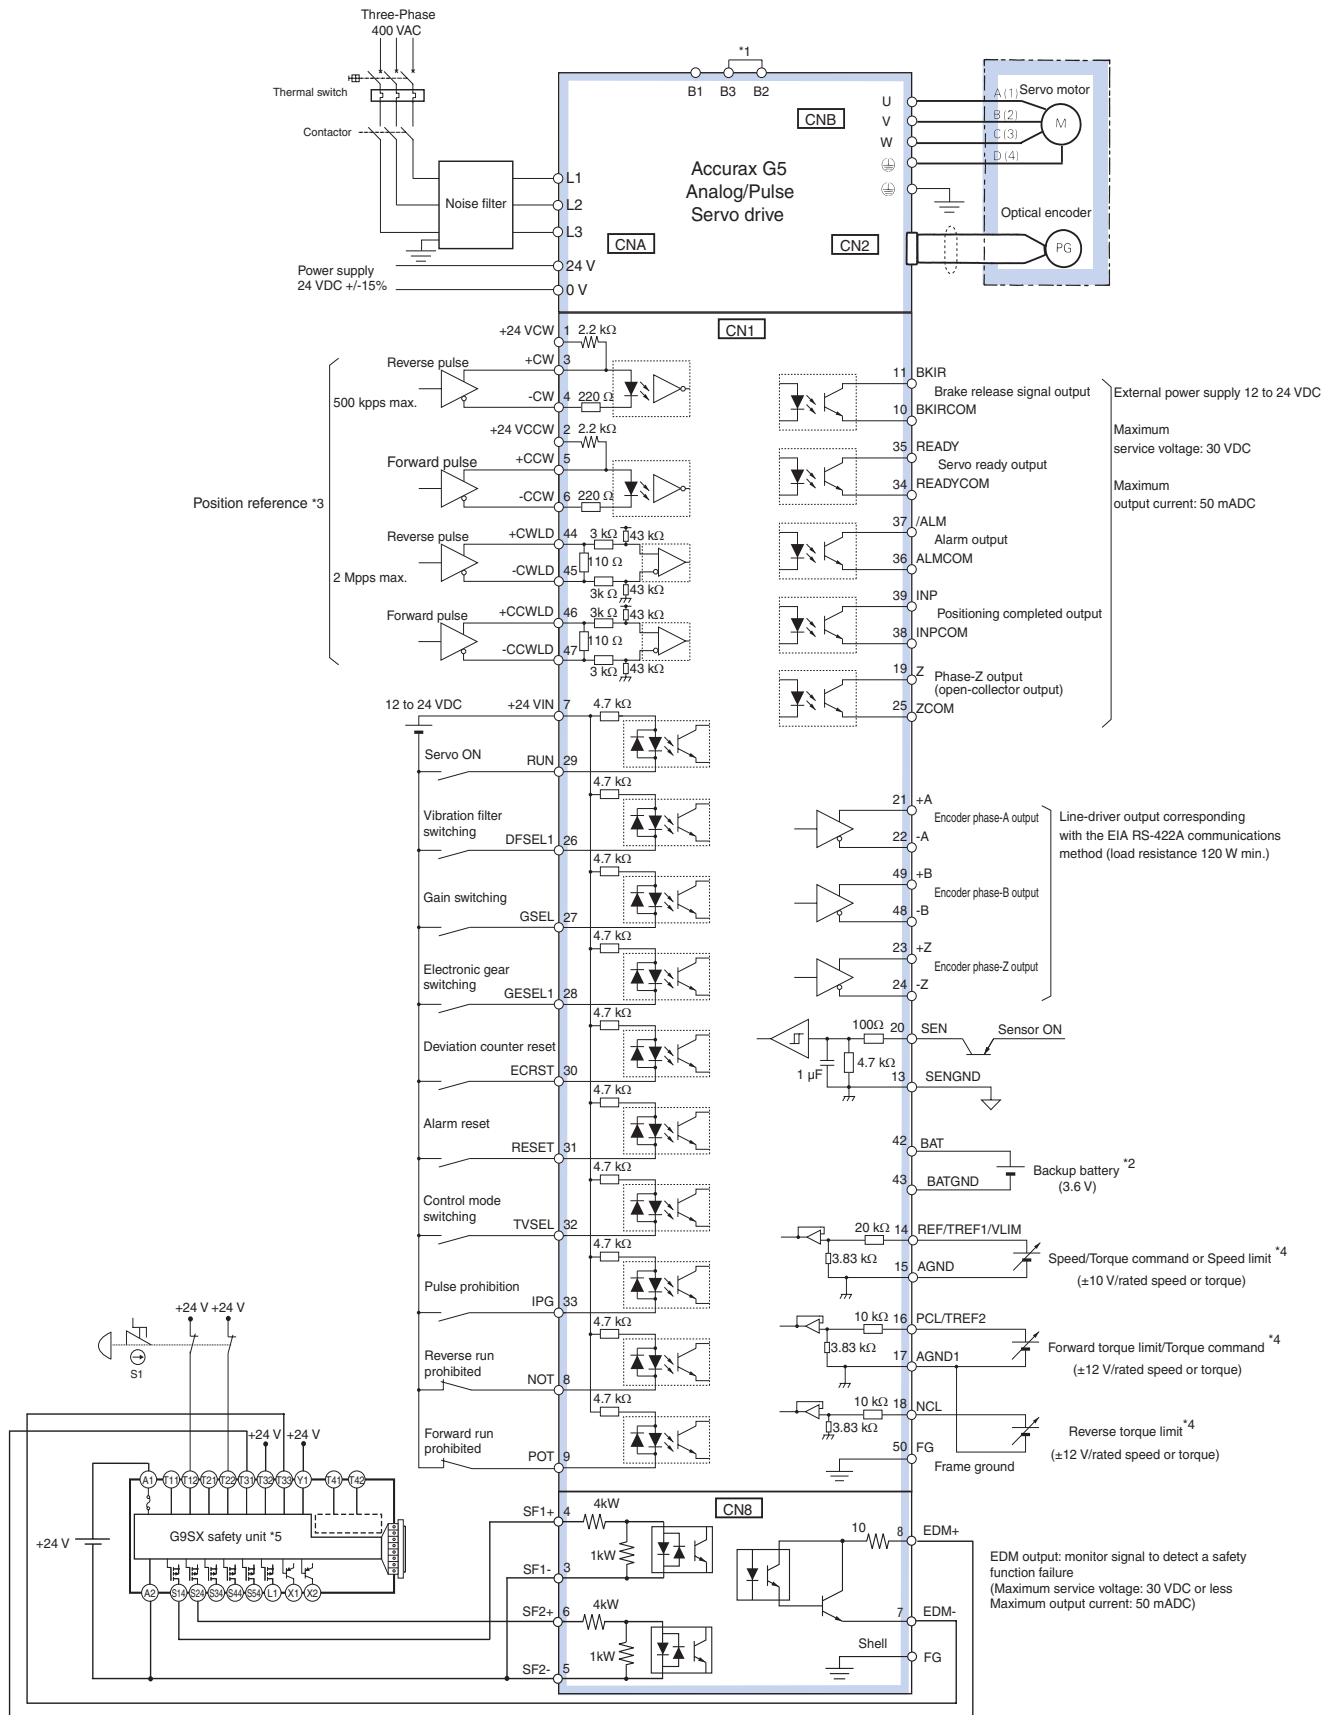 Three-Phase
400 VAC
Thermal switch
Contactor
Noise filter
L1
L2
L3
Power supply
24 VDC +/-15%
24 V
0 V
*1
B1 B3 B2
CNB
Accurax G5
Analog/Pulse
Servo drive
CNA
CN2
U
V
W
A (1)
B (2)
C (3)
D (4)
Servo motor
M
Optical encoder
PG
CN1
Position reference *3
500 kpps max.
2 Mpps max.
+24 VCW 1 2.2 kΩ
Reverse pulse
+CW 3
-CW 4 220 Ω
+24 VCCW 2 2.2 kΩ
Forward pulse
+CCW 5
-CCW 6 220 Ω
Reverse pulse
+CWLD 44 3 kΩ 43 kΩ
110 Ω
-CWLD 45
3k Ω 43 kΩ
Forward pulse
+CCWLD 46 3k Ω 43 kΩ
110 Ω
-CCWLD 47
3 kΩ 43 kΩ
12 to 24 VDC
+24 VIN 7 4.7 kΩ
Servo ON
RUN 29
4.7 kΩ
Vibration filter
switching
DFSEL1 26
4.7 kΩ
Gain switching
GSEL 27
4.7 kΩ
Electronic gear
switching
GESEL1 28
4.7 kΩ
Deviation counter reset
ECRST 30
4.7 kΩ
Alarm reset
RESET 31
4.7 kΩ
Control mode
switching
TVSEL 32
4.7 kΩ
Pulse prohibition
IPG 33
4.7 kΩ
Reverse run
prohibited
NOT 8
4.7 kΩ
Forward run
prohibited
POT 9
11 BKIR
Brake release signal output
10 BKIRCOM
35 READY
Servo ready output
34 READYCOM
37 /ALM
Alarm output
36 ALMCOM
39 INP
Positioning completed output
38 INPCOM
19 Z
Phase-Z output
(open-collector output)
25 ZCOM
External power supply 12 to 24 VDC
Maximum
service voltage: 30 VDC
Maximum
output current: 50 mADC
21 +A
Encoder phase-A output
22 -A
49 +B
Encoder phase-B output
48 -B
23 +Z
Encoder phase-Z output
24 -Z
Line-driver output corresponding
with the EIA RS-422A communications
method (load resistance 120 W min.)
100Ω 20 SEN
Sensor ON
4.7 kΩ
1 µF
13 SENGND
42 BAT
Backup battery *2
(3.6 V)
43 BATGND
20 kΩ 14 REF/TREF1/VLIM
3.83 kΩ
15 AGND
Speed/Torque command or Speed limit *4
(±10 V/rated speed or torque)
10 kΩ 16 PCL/TREF2
3.83 kΩ
17 AGND1
Forward torque limit/Torque command *4
(±12 V/rated speed or torque)
10 kΩ 18 NCL
3.83 kΩ
Reverse torque limit *4
(±12 V/rated speed or torque)
50 FG
Frame ground
+24 V +24 V
S1
+24 V +24 V
A1 T11 T12 T21 T22 T31 T32 T33 Y1 T41 T42
G9SX safety unit *5
+24 V
A2 S14 S24 S34 S44 S54 L1 X1 X2
CN8
SF1+ 4 4kW
1kW
SF1- 3
SF2+ 6 4kW
1kW
SF2- 5
10 8 EDM+
7 EDM-
Shell
FG
EDM output: monitor signal to detect a safety
function failure
(Maximum service voltage: 30 VDC or less
Maximum output current: 50 mADC)